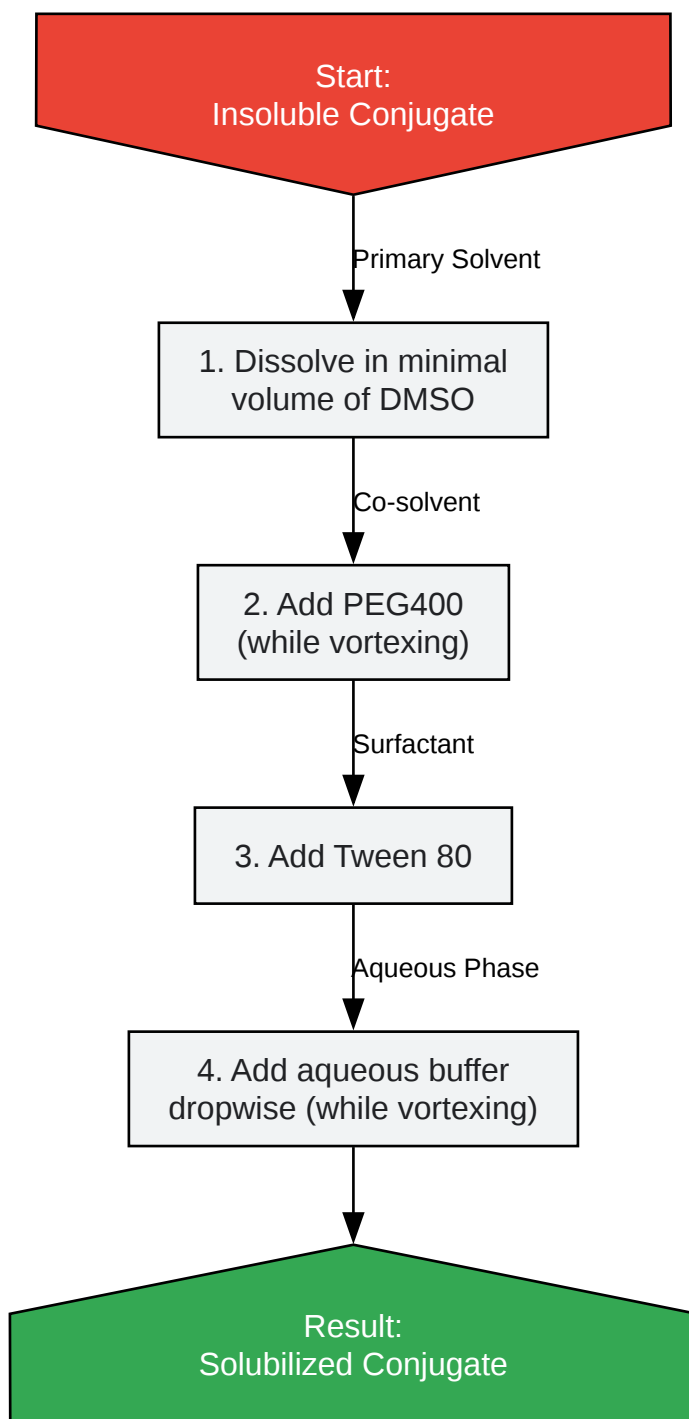 Start:
Insoluble Conjugate
Primary Solvent
1. Dissolve in minimal
volume of DMSO
Co-solvent
2. Add PEG400
(while vortexing)
Surfactant
3. Add Tween 80
Aqueous Phase
4. Add aqueous buffer
dropwise (while vortexing)
Result:
Solubilized Conjugate